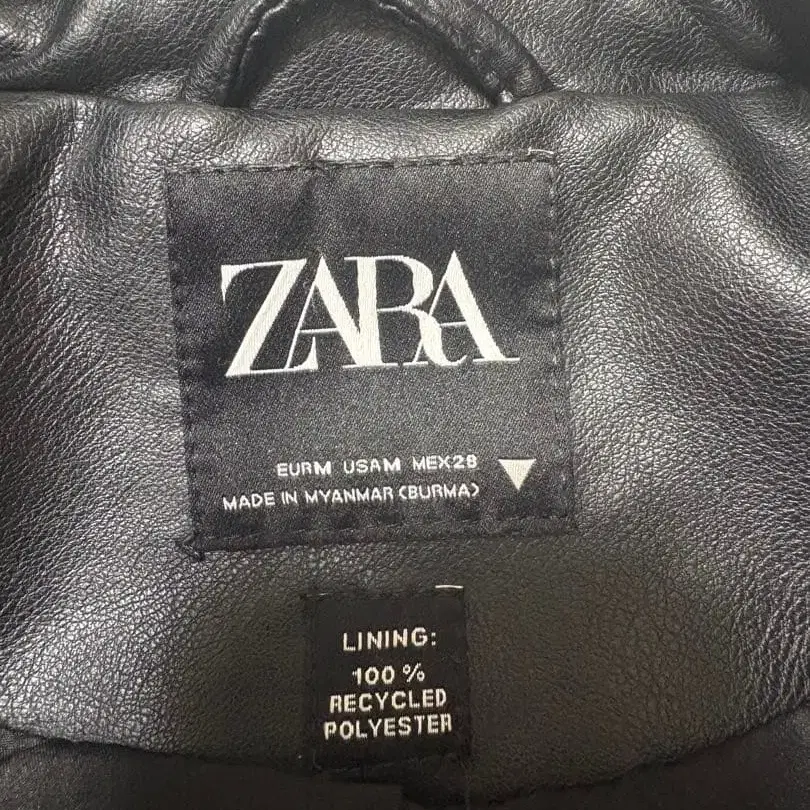 ZARA
EURM USAM MEX28
MADE IN MYANMAR (BURMA)
LINING:
100 %
RECYCLED
POLYESTER